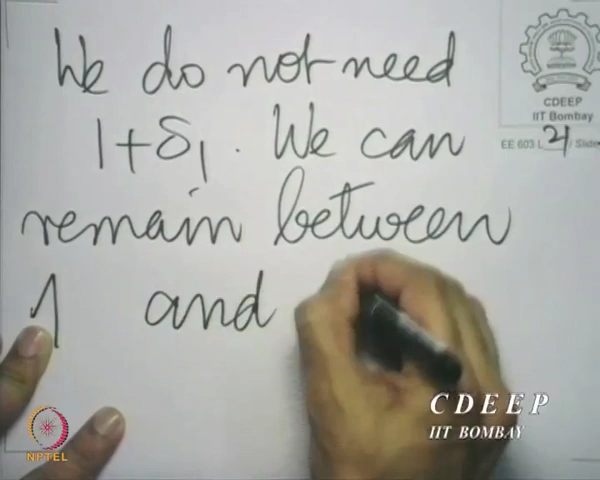 We do not need
1+δ₁. We can
remain between
1 and
CDEEP
IIT Bombay
EE 603 L 21 / Slide
CDEEP
IIT BOMBAY
NPTEL